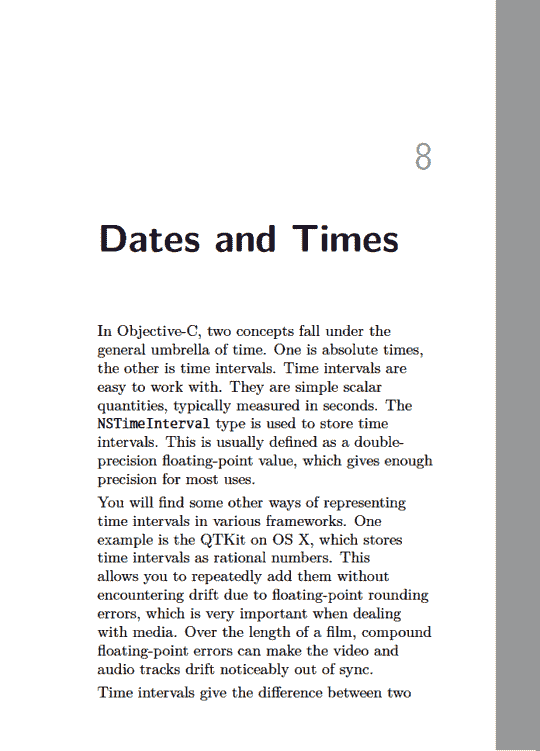 8
Dates and Times
In Objective-C, two concepts fall under the
general umbrella of time. One is absolute times,
the other is time intervals. Time intervals are
easy to work with. They are simple scalar
quantities, typically measured in seconds. The
NSTimeInterval type is used to store time
intervals. This is usually defined as a double-
precision floating-point value, which gives enough
precision for most uses.
You will find some other ways of representing
time intervals in various frameworks. One
example is the QTKit on OS X, which stores
time intervals as rational numbers. This
allows you to repeatedly add them without
encountering drift due to floating-point rounding
errors, which is very important when dealing
with media. Over the length of a film, compound
floating-point errors can make the video and
audio tracks drift noticeably out of sync.
Time intervals give the difference between two